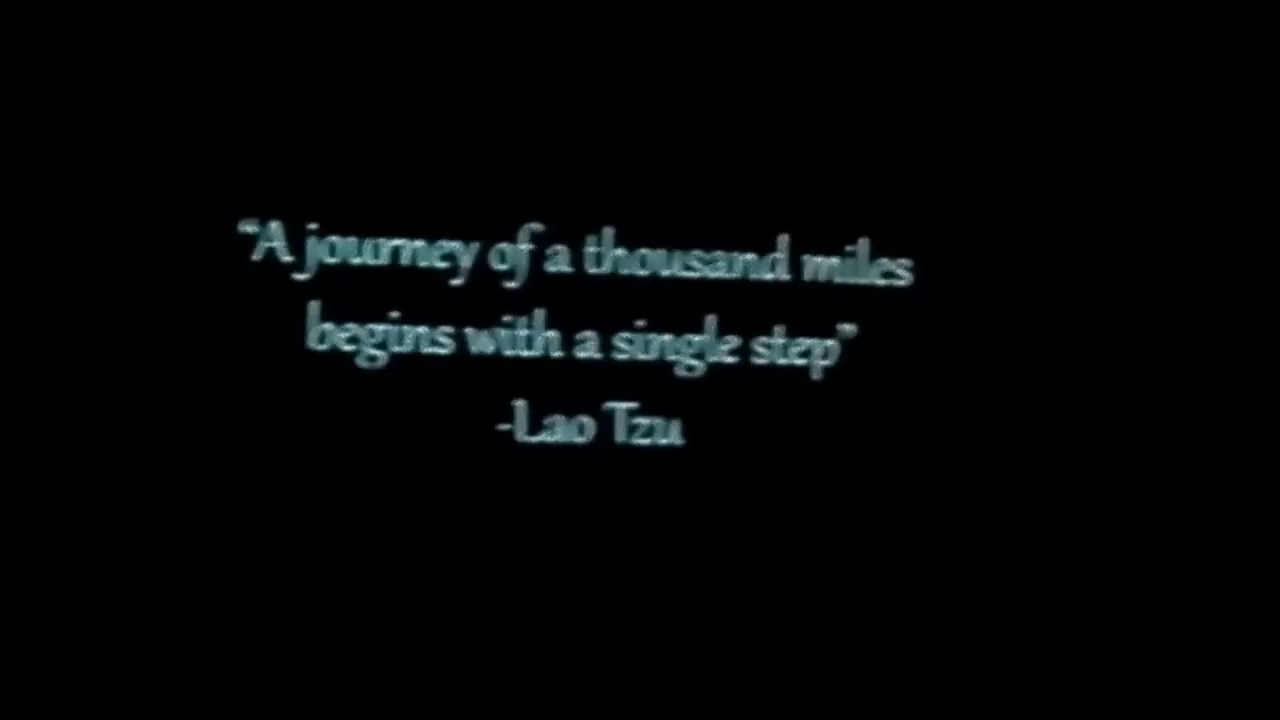 “A journey of a thousand miles
begins with a single step”
-Lao Tzu